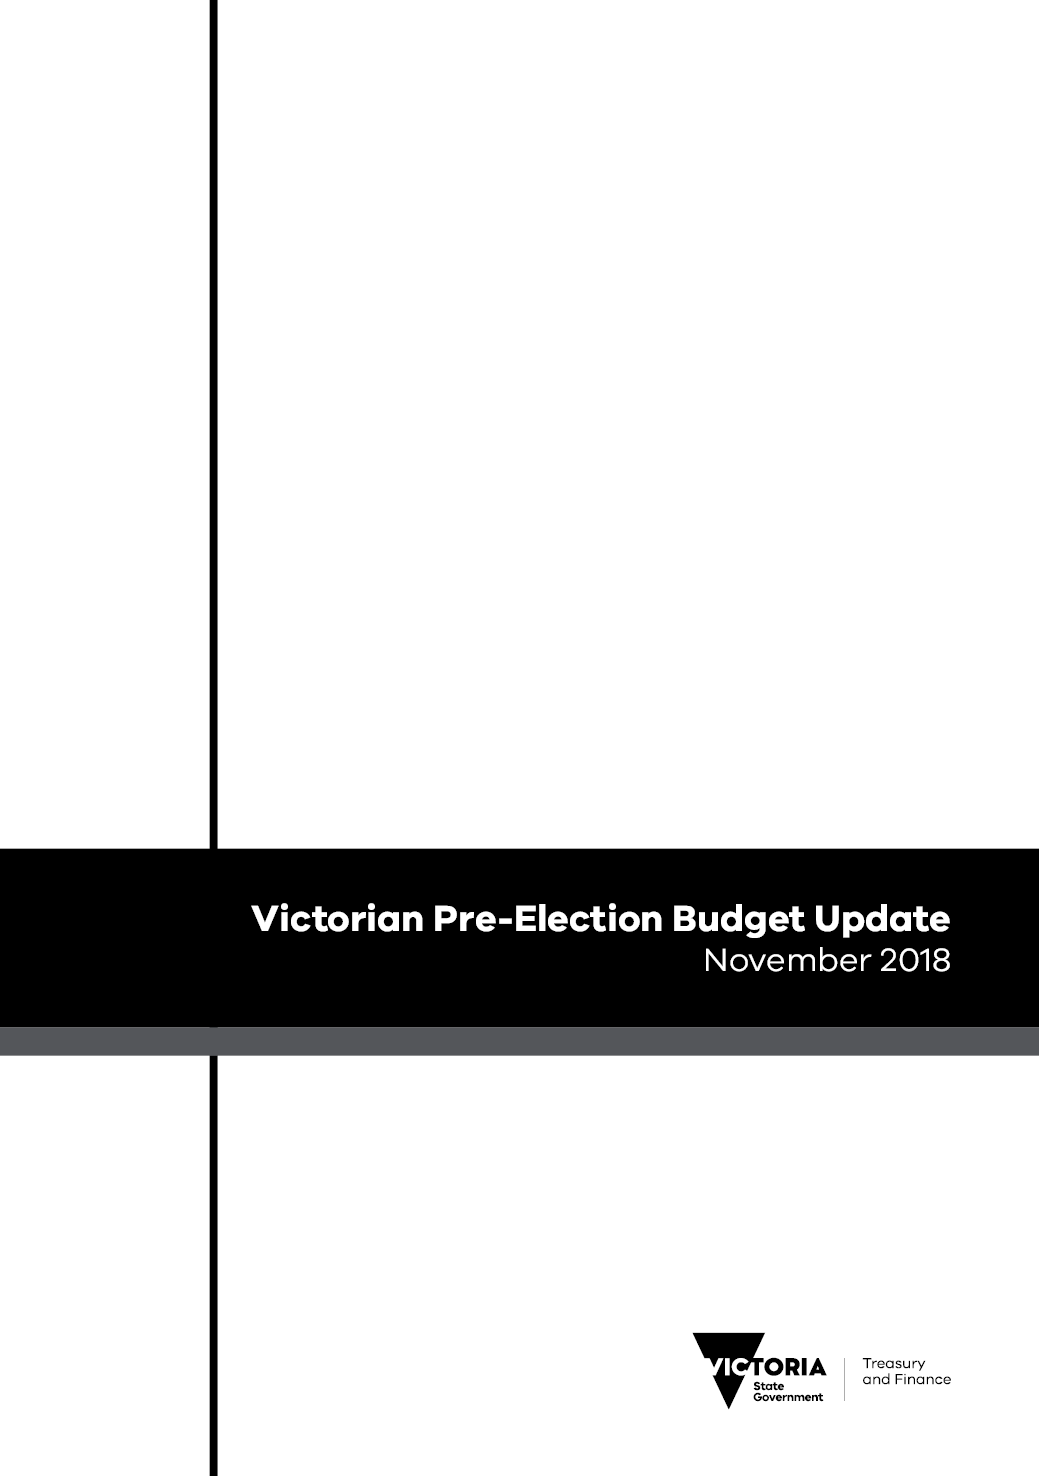 Victorian Pre-Election Budget Update
November 2018
VICTORIA
State
Government
Treasury
and Finance